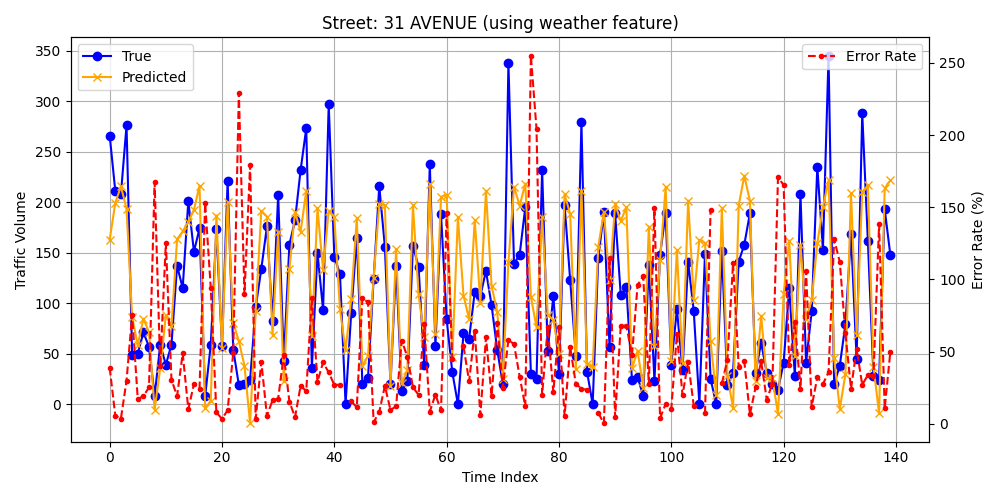 Street: 31 AVENUE (using weather feature)
True
Predicted
Error Rate
Traffic Volume
350
300
250
200
150
100
50
0
250
200
150
100
50
0
Error Rate (%)
0 20 40 60 80 100 120 140
Time Index